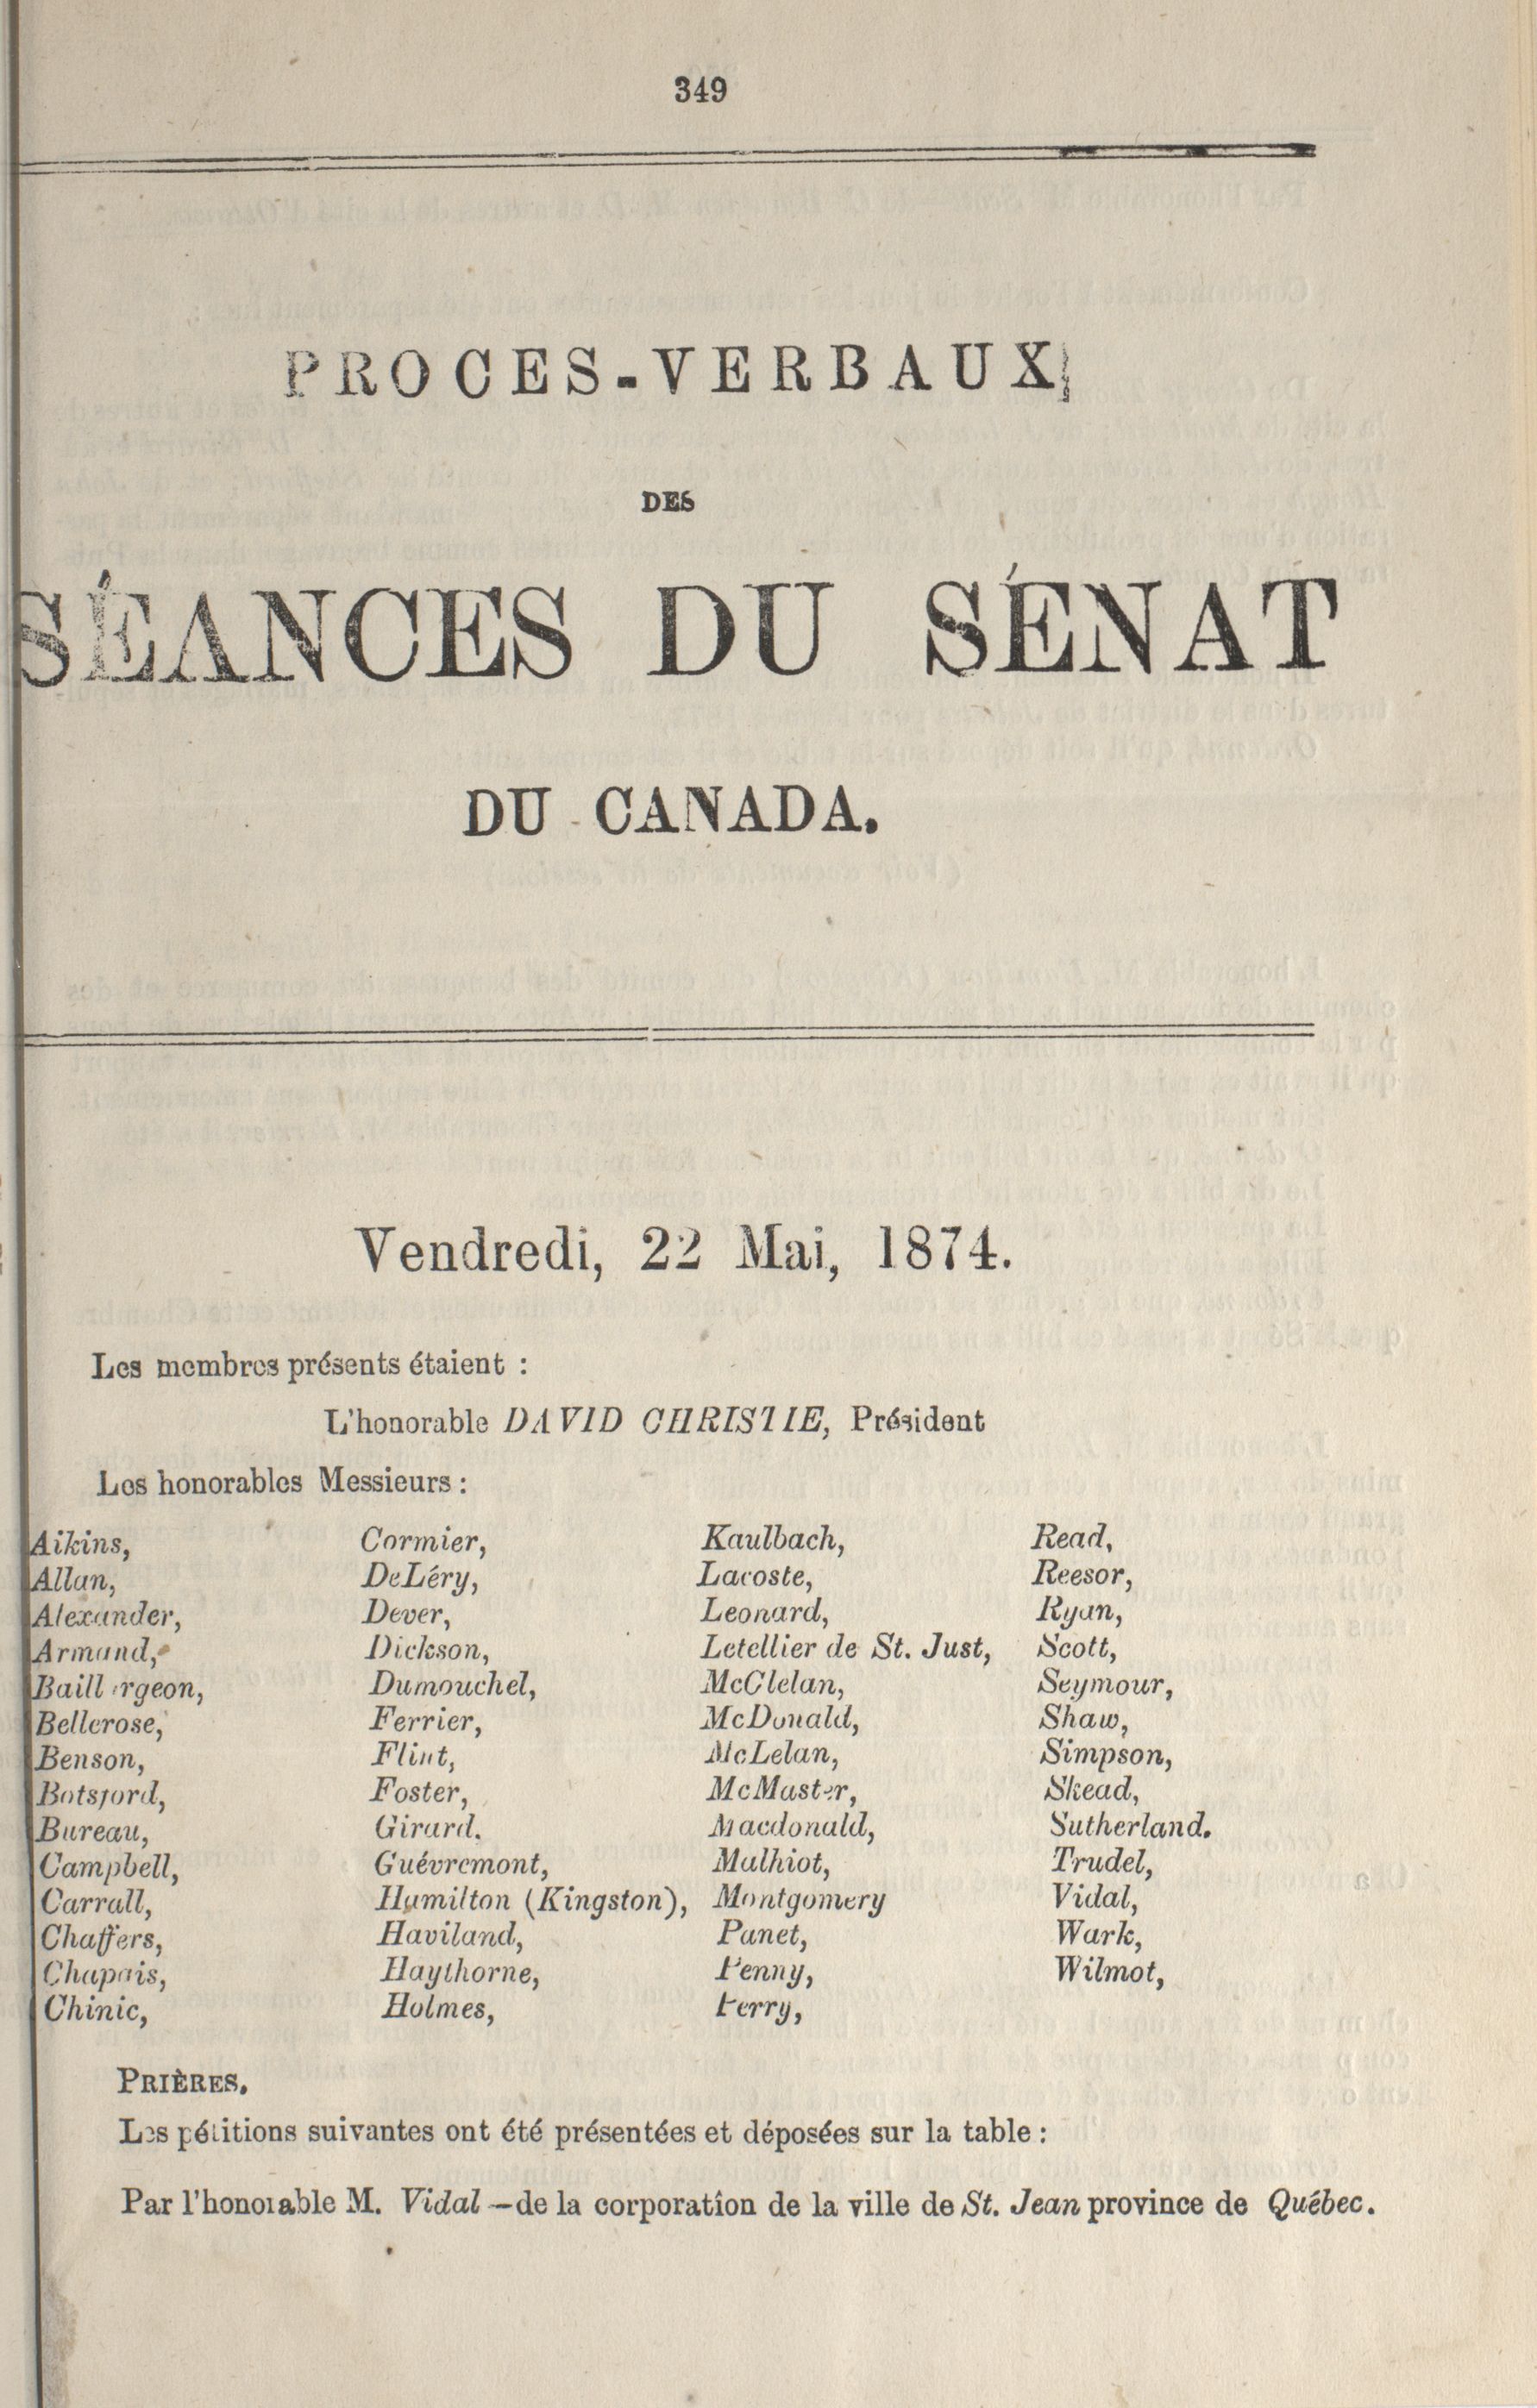 349
PROCES-VERBAUX
DES
SÉANCES DU SÉNAT
DU CANADA.
Vendredi, 22 Mai, 1874.
Les membres présents étaient :
L'honorable DAVID CHRISTIE, Président
Les honorables Messieurs :
Aikins,
Allan,
Alexander,
Armand,
Baillargeon,
Bellerose,
Benson,
Botsford,
Bureau,
Campbell,
Carrall,
Chaffers,
Chapais,
Chinic,
Cormier,
DeLéry,
Dever,
Dickson,
Dumouchel,
Ferrier,
Flint,
Foster,
Girard.
Guévremont,
Hamilton (Kingston),
Haviland,
Haythorne,
Holmes,
Kaulbach,
Lacoste,
Leonard,
Letellier de St. Just,
McClelan,
McDonald,
McLelan,
McMaster,
Macdonald,
Malhiot,
Montgomery
Panet,
Penny,
Perry,
Read,
Reesor,
Ryan,
Scott,
Seymour,
Shaw,
Simpson,
Skead,
Sutherland.
Trudel,
Vidal,
Wark,
Wilmot,
PRIÈRES.
Les pétitions suivantes ont été présentées et déposées sur la table :
Par l'honorable M. Vidal —de la corporation de la ville de St. Jean province de Québec.